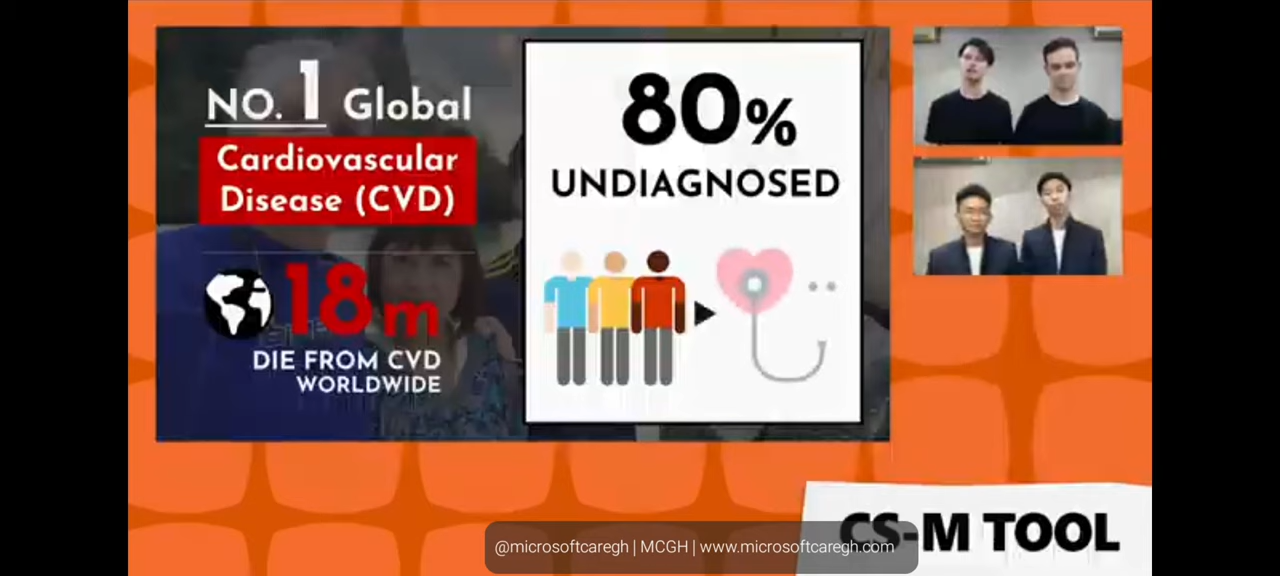 NO. 1 Global
Cardiovascular
Disease (CVD)
18m
DIE FROM CVD
WORLDWIDE
80%
UNDIAGNOSED
CS-M TOOL
@microsoftcaregh | MCGH | www.microsoftcaregh.com